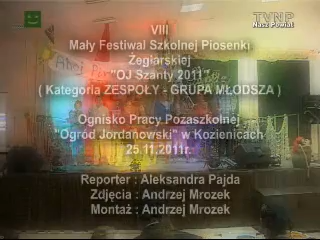 TVNP
Nasz Powiat
VIII
Mały Festiwal Szkolnej Piosenki
Żeglarskiej
"OJ Szanty 2011"
( Kategoria ZESPOŁY - GRUPA MŁODSZA )
Ognisko Pracy Pozaszkolnej
"Ogród Jordanowski" w Kozienicach
25.11.2011r.
Reporter : Aleksandra Pajda
Zdjęcia : Andrzej Mrozek
Montaż : Andrzej Mrozek